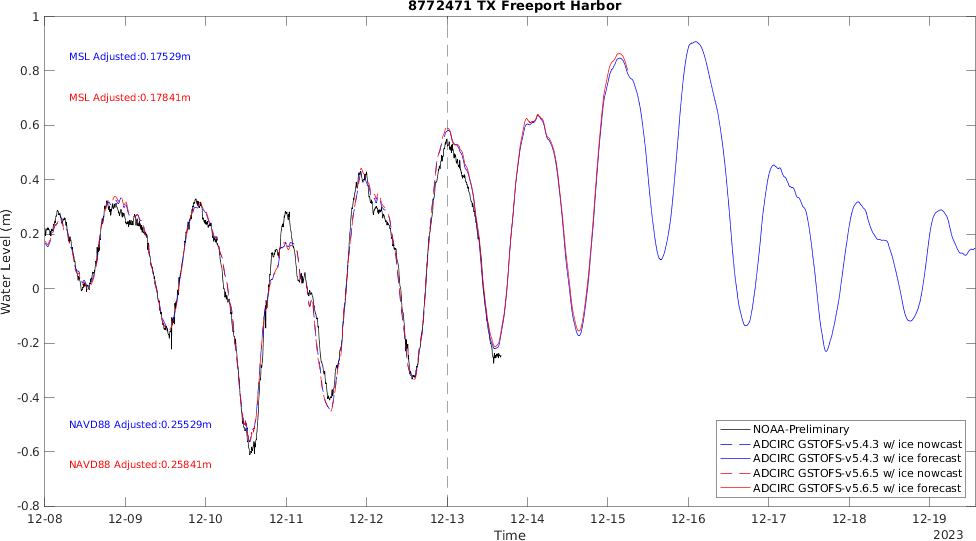 8772471 TX Freeport Harbor
MSL Adjusted:0.17529m
MSL Adjusted:0.17841m
NAVD88 Adjusted:0.25529m
NAVD88 Adjusted:0.25841m
Water Level (m)
1
0.8
0.6
0.4
0.2
0
-0.2
-0.4
-0.6
-0.8
NOAA-Preliminary
ADCIRC GSTOFS-v5.4.3 w/ ice nowcast
ADCIRC GSTOFS-v5.4.3 w/ ice forecast
ADCIRC GSTOFS-v5.6.5 w/ ice nowcast
ADCIRC GSTOFS-v5.6.5 w/ ice forecast
12-08 12-09 12-10 12-11 12-12 12-13 12-14 12-15 12-16 12-17 12-18 12-19
Time
2023